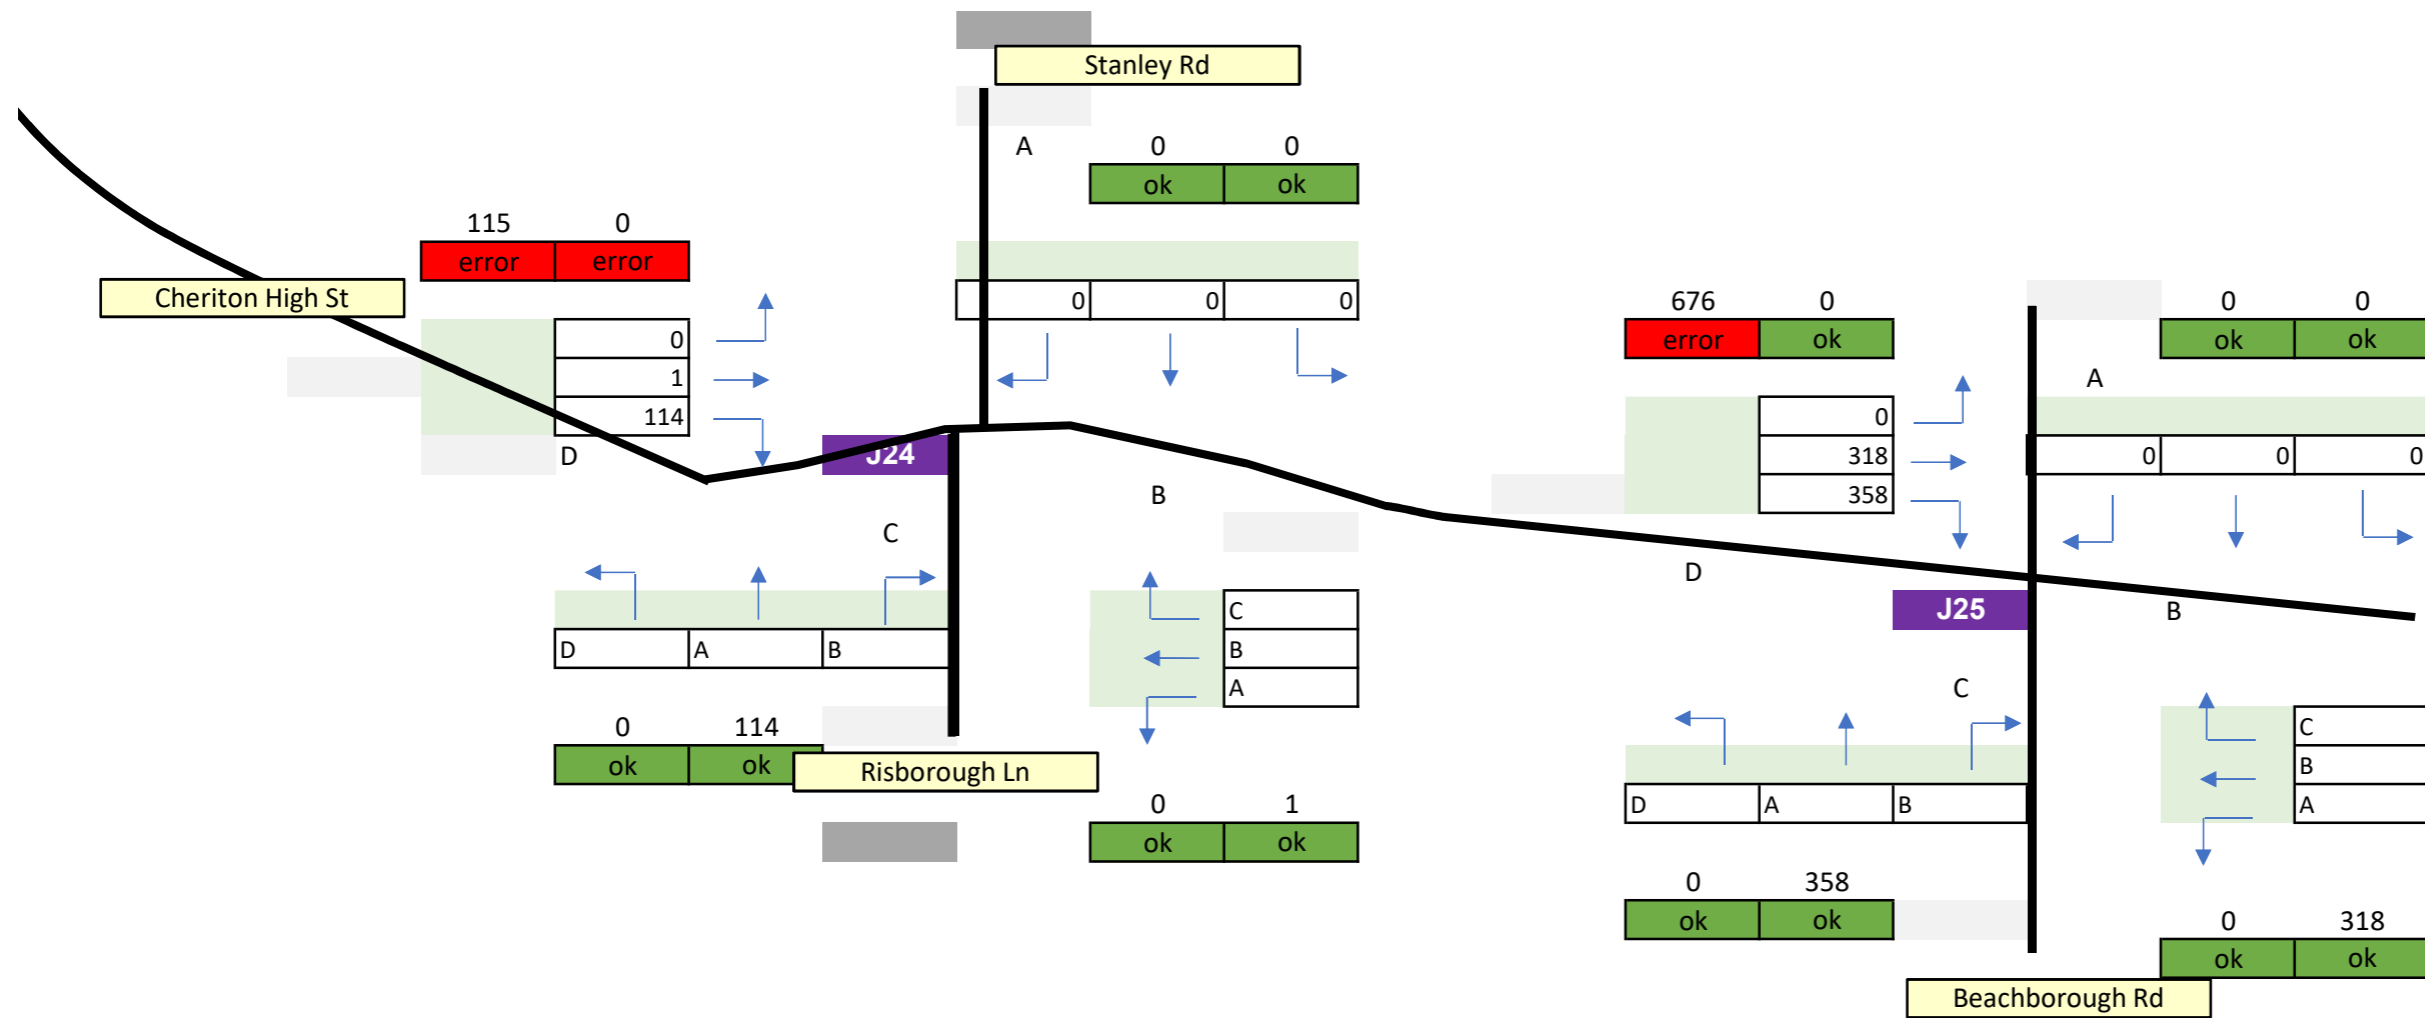 Stanley Rd
A 0 0
ok ok
115 0
error error
Cheriton High St
0 0 0
676 0 0 0
error ok ok ok
0
1
114
A
0
318
358
D
J24
0 0 0
B
C
D
J25
B
C
B
A
D A B
C
0 114
ok ok
Risborough Ln
C
B
A
D A B
0 1
ok ok
0 358
ok ok
0 318
ok ok
Beachborough Rd